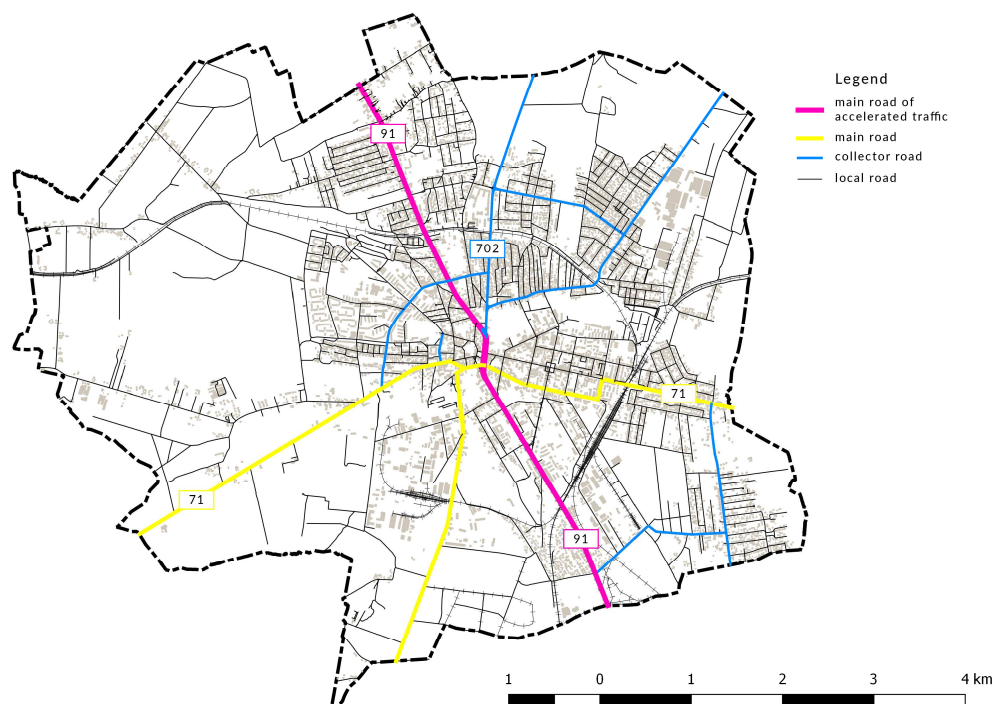 Legend
main road of
accelerated traffic
main road
collector road
local road
91
702
71
71
91
1 0 1 2 3 4 km